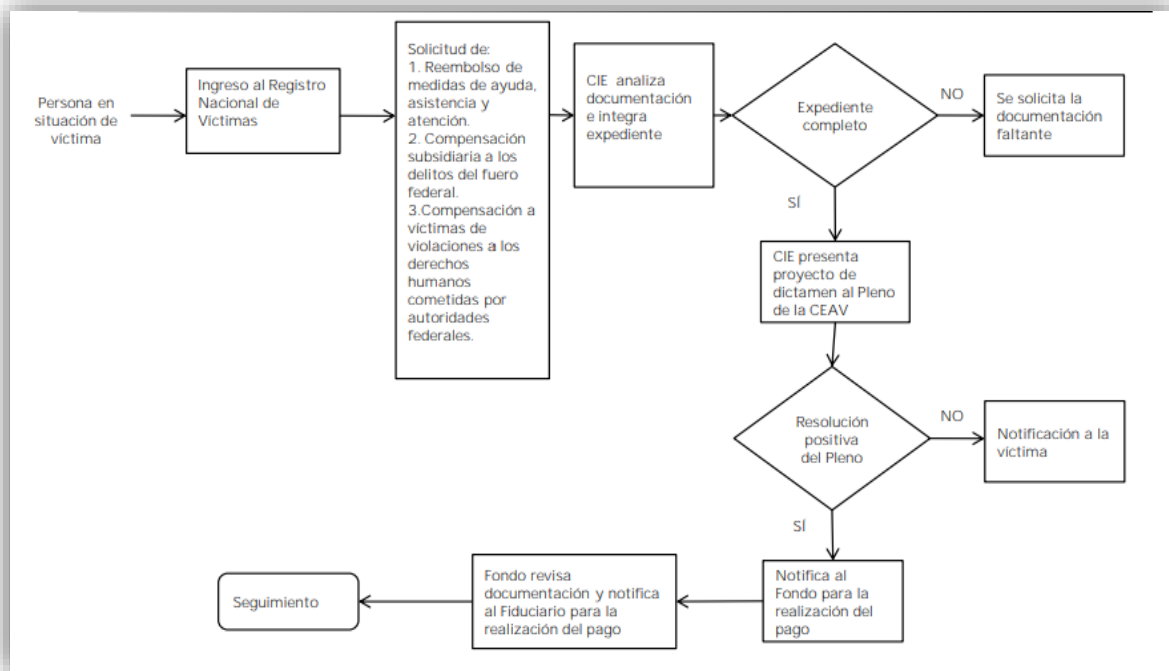 Persona en
situación de
víctima
Ingreso al Registro
Nacional de
Víctimas
Solicitud de:
1. Reembolso de
medidas de ayuda,
asistencia y
atención.
2. Compensación
subsidiaria a los
delitos del fuero
federal.
3.Compensación a
víctimas de
violaciones a los
derechos
humanos
cometidas por
autoridades
federales.
CIE analiza
documentación
e integra
expediente
Expediente
completo
NO
Se solicita la
documentación
faltante
SÍ
CIE presenta
proyecto de
dictamen al Pleno
de la CEAV
Resolución
positiva
del Pleno
NO
Notificación a la
víctima
SÍ
Notifica al
Fondo para la
realización del
pago
Fondo revisa
documentación y notifica
al Fiduciario para la
realización del pago
Seguimiento